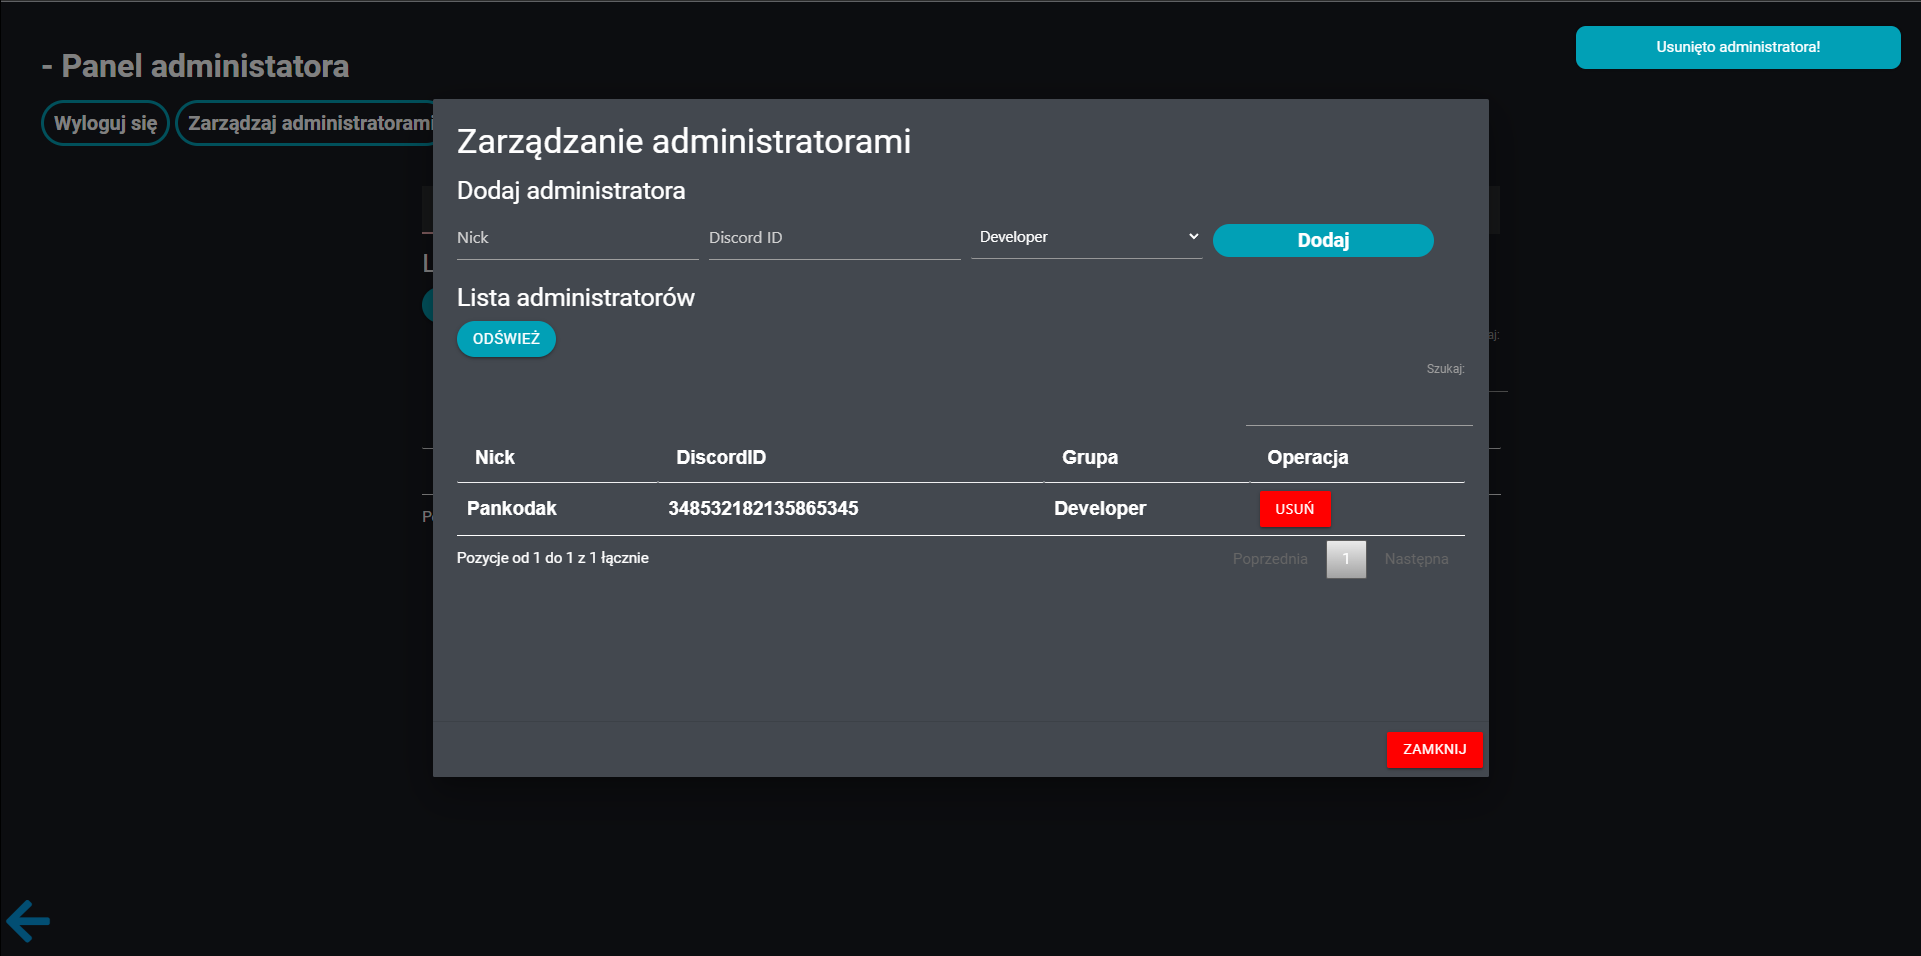 - Panel administatora
Usunięto administratora!
Wyloguj się
Zarządzaj administratorami
Zarządzanie administratorami
Dodaj administratora
Nick
Discord ID
Developer
Dodaj
Lista administratorów
ODŚWIEŻ
Szukaj:
Nick DiscordID Grupa Operacja
Pankodak 348532182135865345 Developer USUŃ
Pozycje od 1 do 1 z 1 łącznie
Poprzednia 1 Następna
ZAMKNIJ